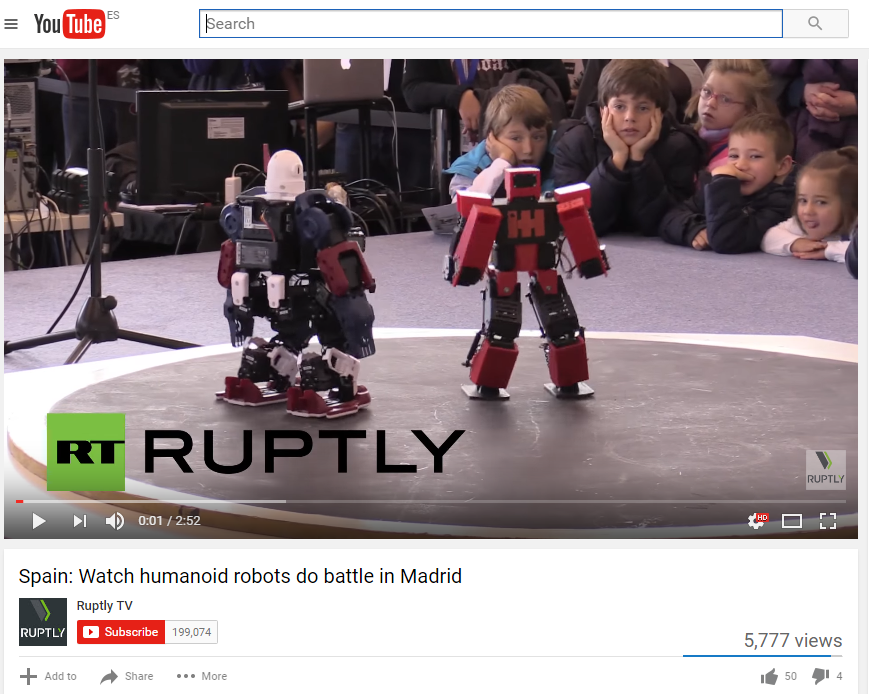 YouTube ES
Search
RT RUPTLY
RUPTLY
0:01 / 2:52
HD
Spain: Watch humanoid robots do battle in Madrid
RUPTLY
Ruptly TV
Subscribe 199,074
5,777 views
Add to Share More
50 4